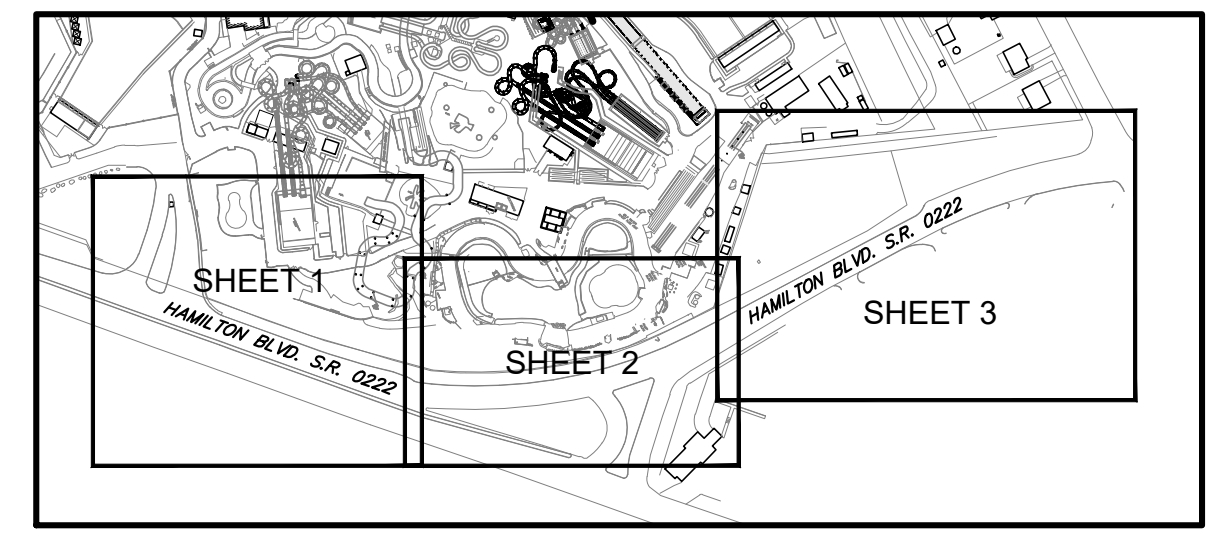 SHEET 1
HAMILTON BLVD. S.R. 0222
SHEET 2
HAMILTON BLVD. S.R. 0222
SHEET 3